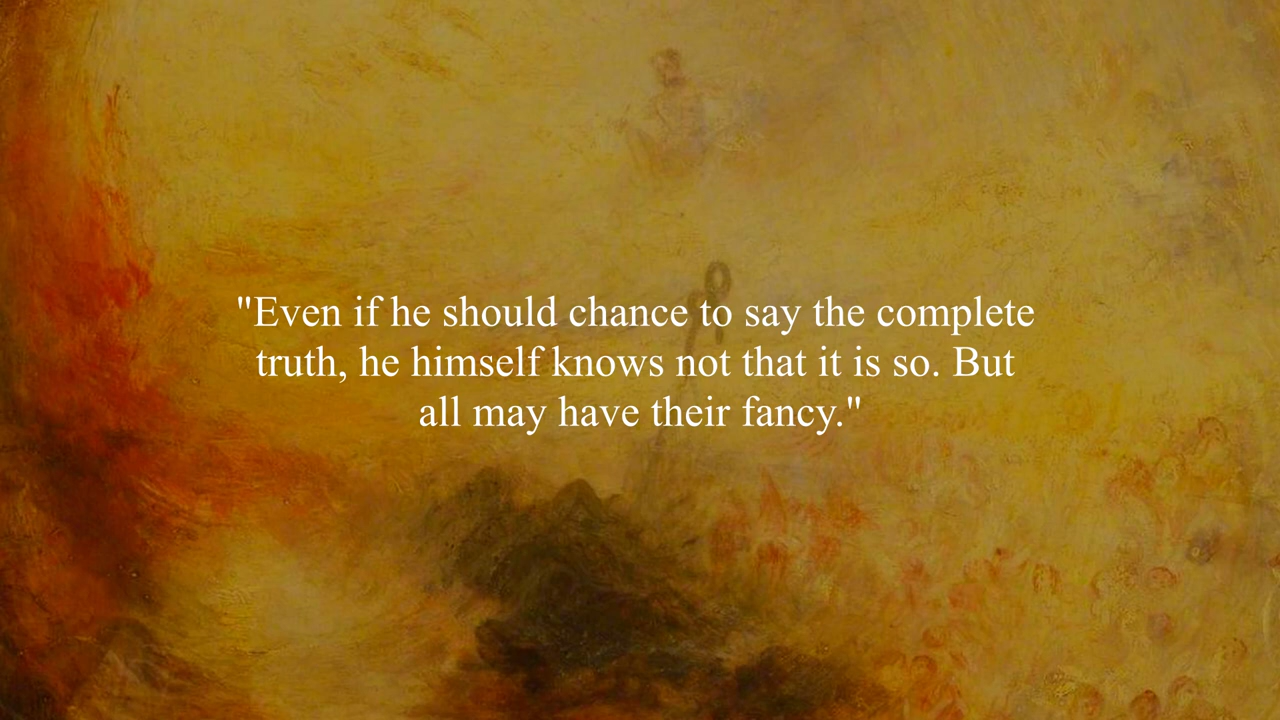 "Even if he should chance to say the complete
truth, he himself knows not that it is so. But
all may have their fancy."